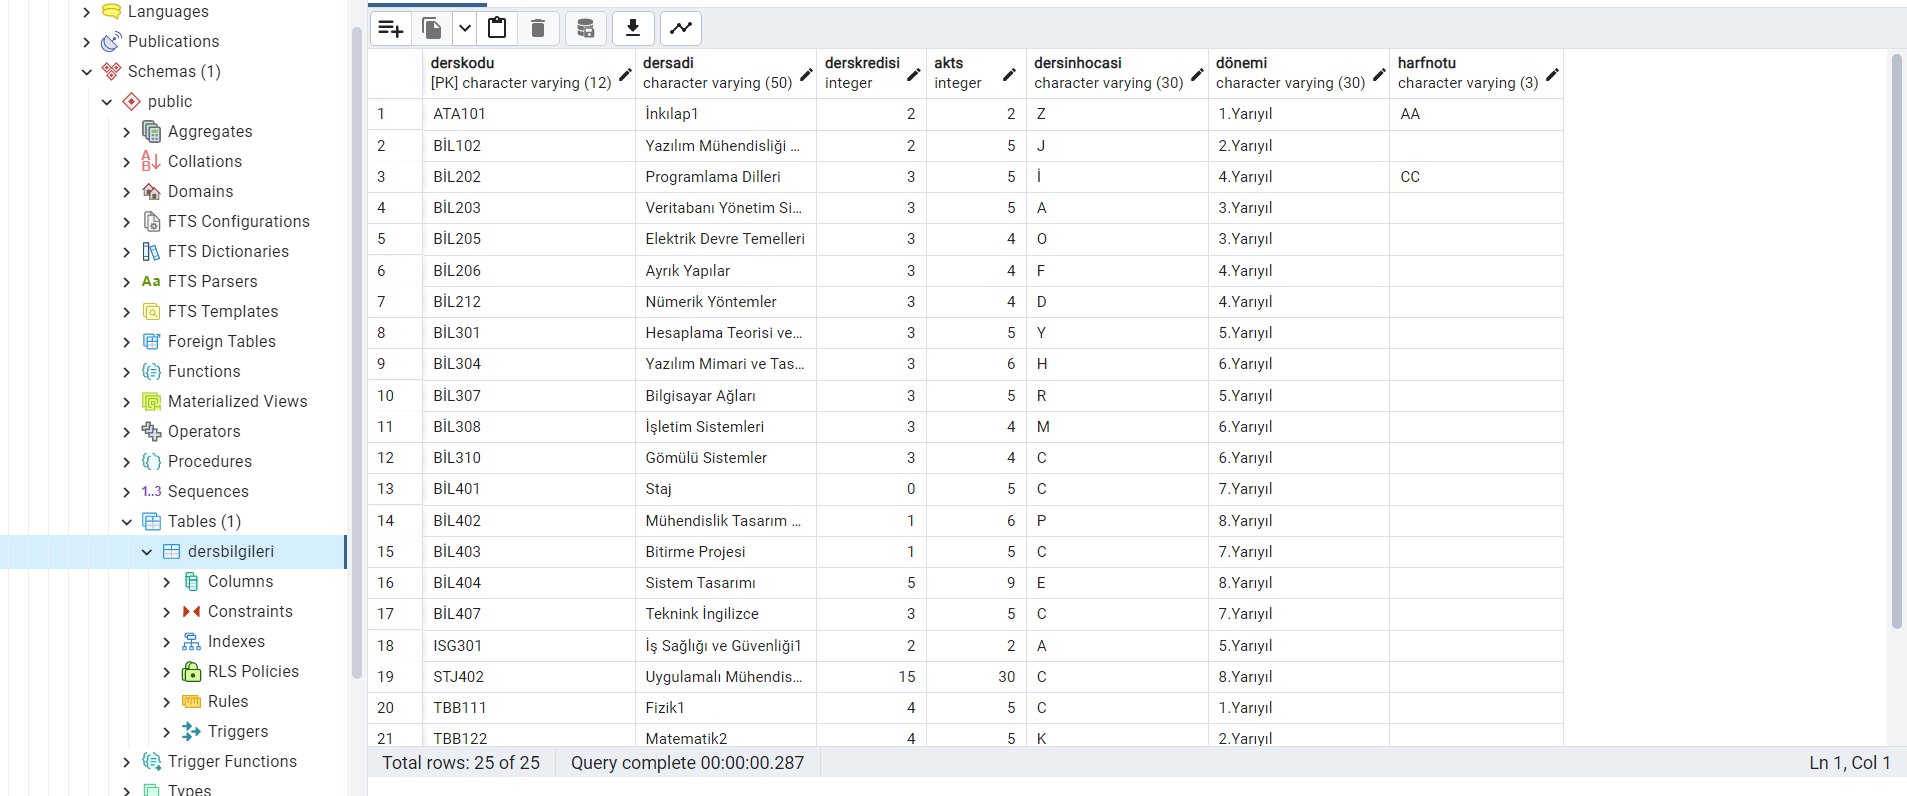 Languages
Publications
Schemas (1)
public
Aggregates
Collations
Domains
FTS Configurations
FTS Dictionaries
Aa FTS Parsers
FTS Templates
Foreign Tables
Functions
Materialized Views
Operators
Procedures
1..3 Sequences
Tables (1)
dersbilgileri
Columns
Constraints
Indexes
RLS Policies
Rules
Triggers
Trigger Functions
Types
derskodu dersadi derskredisi akts dersinhocasi dönemi harfnotu
[PK] character varying (12) character varying (50) integer integer character varying (30) character varying (30) character varying (3)
1 ATA101 İnkılap1 2 2 Z 1.Yarıyıl AA
2 BİL102 Yazılım Mühendisliği ... 2 5 J 2.Yarıyıl
3 BİL202 Programlama Dilleri 3 5 İ 4.Yarıyıl CC
4 BİL203 Veritabanı Yönetim Si... 3 5 A 3.Yarıyıl
5 BİL205 Elektrik Devre Temelleri 3 4 O 3.Yarıyıl
6 BİL206 Ayrık Yapılar 3 4 F 4.Yarıyıl
7 BİL212 Nümerik Yöntemler 3 4 D 4.Yarıyıl
8 BİL301 Hesaplama Teorisi ve... 3 5 Y 5.Yarıyıl
9 BİL304 Yazılım Mimari ve Tas... 3 6 H 6.Yarıyıl
10 BİL307 Bilgisayar Ağları 3 5 R 5.Yarıyıl
11 BİL308 İşletim Sistemleri 3 4 M 6.Yarıyıl
12 BİL310 Gömülü Sistemler 3 4 C 6.Yarıyıl
13 BİL401 Staj 0 5 C 7.Yarıyıl
14 BİL402 Mühendislik Tasarım ... 1 6 P 8.Yarıyıl
15 BİL403 Bitirme Projesi 1 5 C 7.Yarıyıl
16 BİL404 Sistem Tasarımı 5 9 E 8.Yarıyıl
17 BİL407 Teknink İngilizce 3 5 C 7.Yarıyıl
18 ISG301 İş Sağlığı ve Güvenliği1 2 2 A 5.Yarıyıl
19 STJ402 Uygulamalı Mühendis... 15 30 C 8.Yarıyıl
20 TBB111 Fizik1 4 5 C 1.Yarıyıl
21 TBB122 Matematik2 4 5 K 2.Yarıyıl
Total rows: 25 of 25 Query complete 00:00:00.287 Ln 1, Col 1